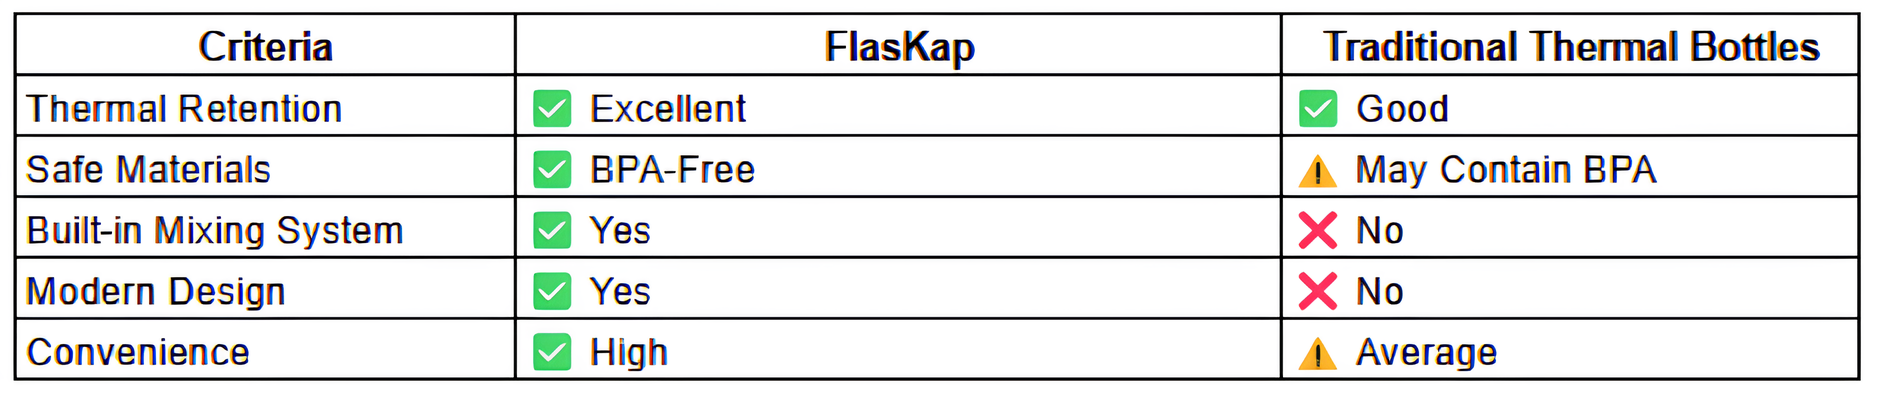 Criteria FlasKap Traditional Thermal Bottles
Thermal Retention ✅ Excellent ✅ Good
Safe Materials ✅ BPA-Free ⚠️ May Contain BPA
Built-in Mixing System ✅ Yes ❌ No
Modern Design ✅ Yes ❌ No
Convenience ✅ High ⚠️ Average